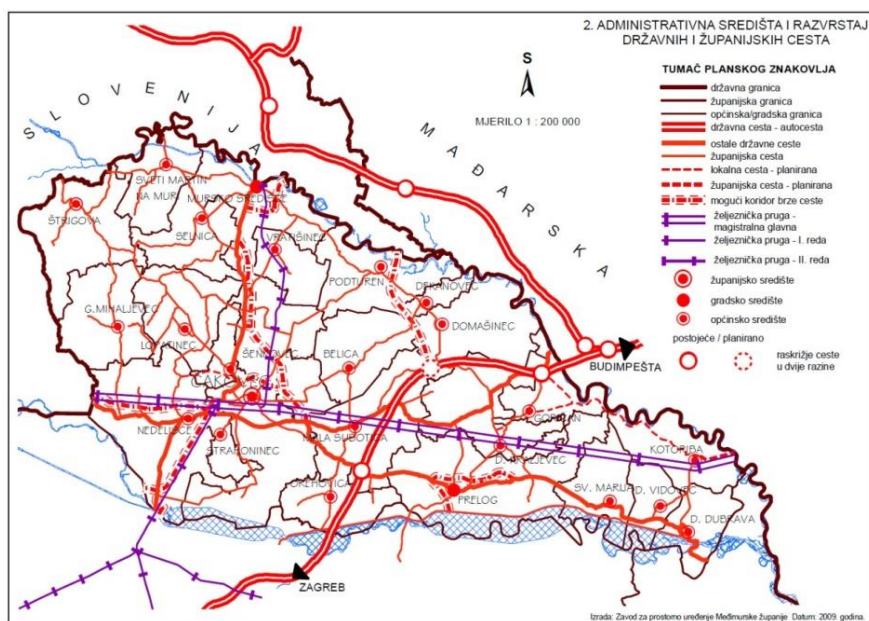 2. ADMINISTRATIVNA SREDIŠTA I RAZVRSTAJ
DRŽAVNIH I ŽUPANIJSKIH CESTA
TUMAČ PLANSKOG ZNAKOVLJA
državna granica
županijska granica
općinska/gradska granica
državna cesta - autocesta
ostale državne ceste
županijska cesta
lokalna cesta - planirana
županijska cesta - planirana
mogući koridor brze ceste
željeznička pruga -
magistralna glavna
željeznička pruga - I. reda
željeznička pruga - II. reda
županijsko središte
gradsko središte
općinsko središte
postojeće / planirano
raskrižje ceste
u dvije razine
S
MJERILO 1 : 200 000
SLOVENIJA
MAĐARSKA
SVETI MARTIN
NA MURI
MURSKO SREDIŠĆE
ŠTRIGOVA
SELNICA
VRATIŠINEC
PODTUREN
DEKANOVEC
DOMAŠINEC
G.MIHALJEVEC
LOPATINEC
ŠENKOVEC
BELICA
BUDIMPEŠTA
NEDELIŠĆE
STRAHONINEC
MALA SUBOTICA
GORIČAN
D.KRALJEVEC
KOTORIBA
OREHOVICA
PRELOG
SV. MARIJA
D. VIDOVEC
D. DUBRAVA
ZAGREB
Izrada: Zavod za prostorno uređenje Međimurske županije Datum: 2009. godina.